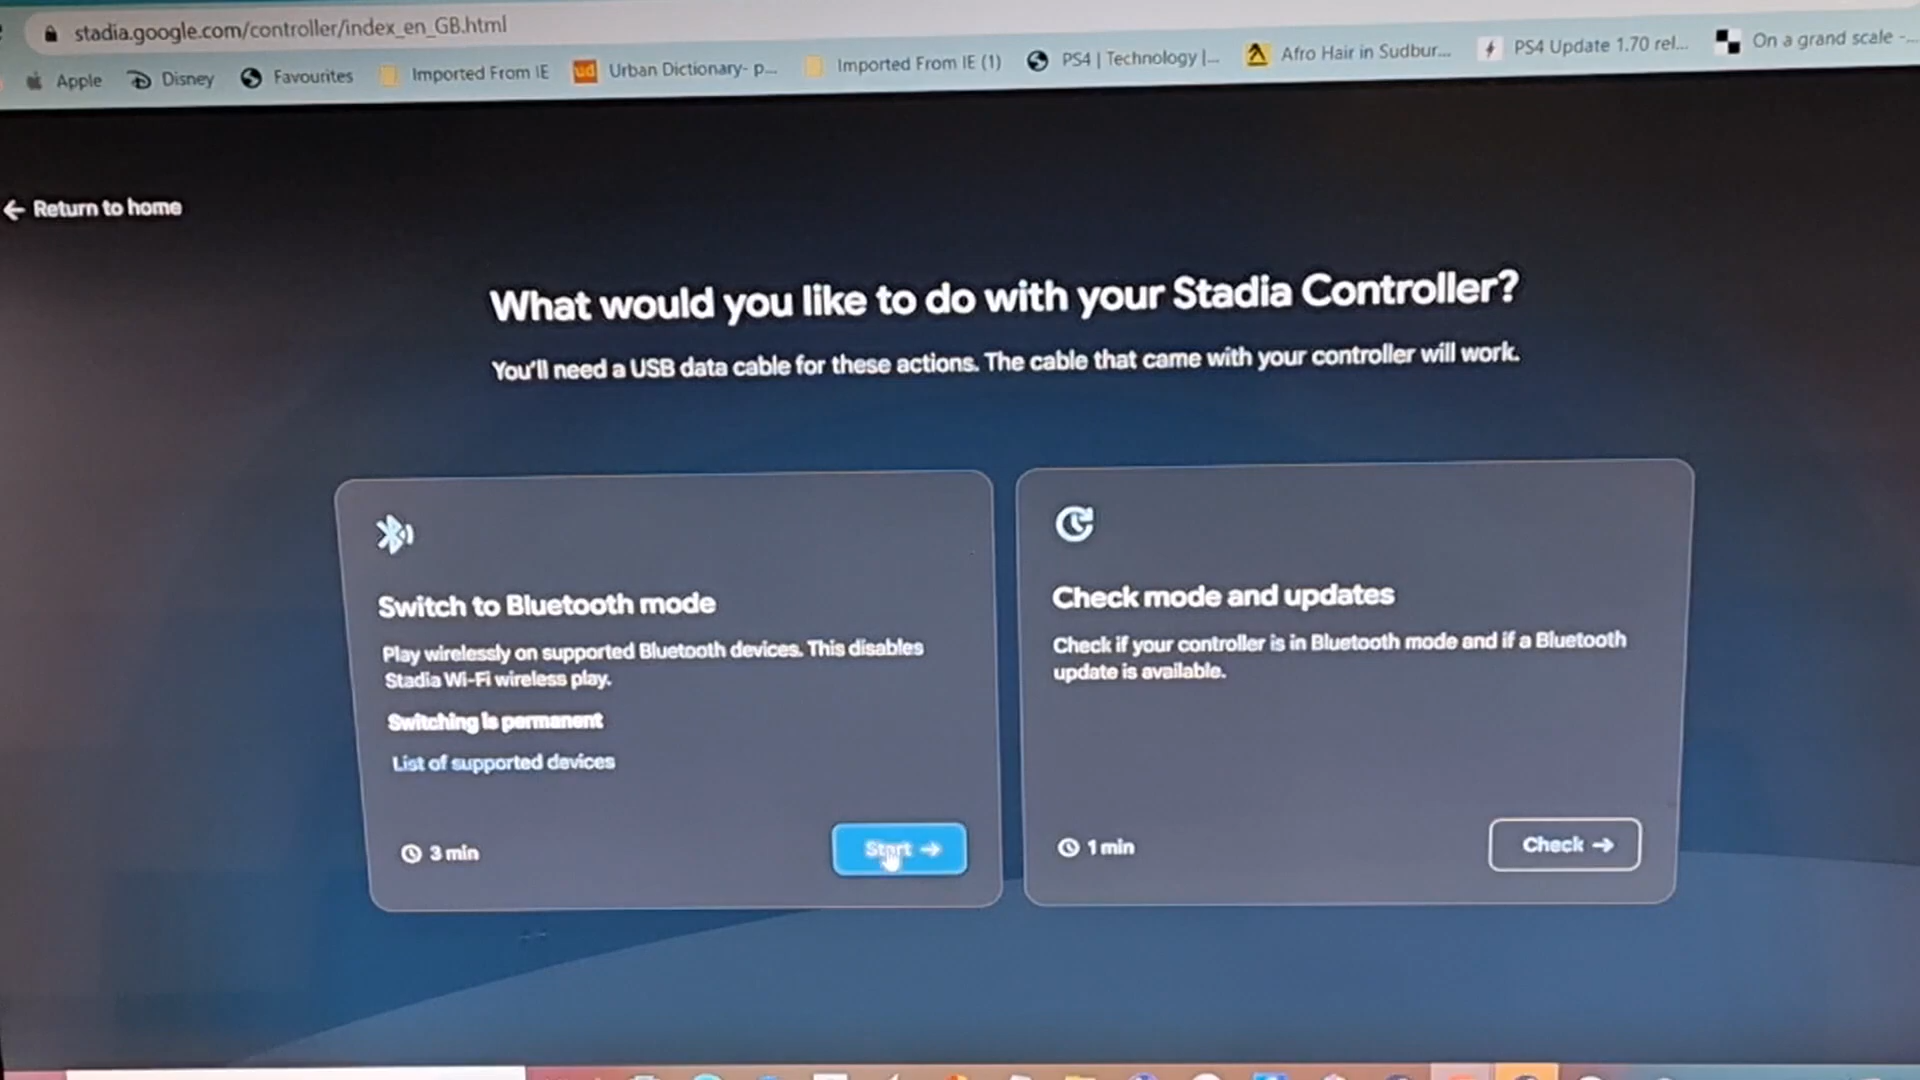 stadia.google.com/controller/index_en_GB.html
Apple Disney Favourites Imported From IE Urban Dictionary- p... Imported From IE (1) PS4 | Technology |... Afro Hair in Sudbur... PS4 Update 1.70 rel... On a grand scale -...
← Return to home
What would you like to do with your Stadia Controller?
You'll need a USB data cable for these actions. The cable that came with your controller will work.
Switch to Bluetooth mode
Play wirelessly on supported Bluetooth devices. This disables
Stadia Wi-Fi wireless play.
Switching is permanent
List of supported devices
3 min
Start →
Check mode and updates
Check if your controller is in Bluetooth mode and if a Bluetooth
update is available.
1 min
Check →